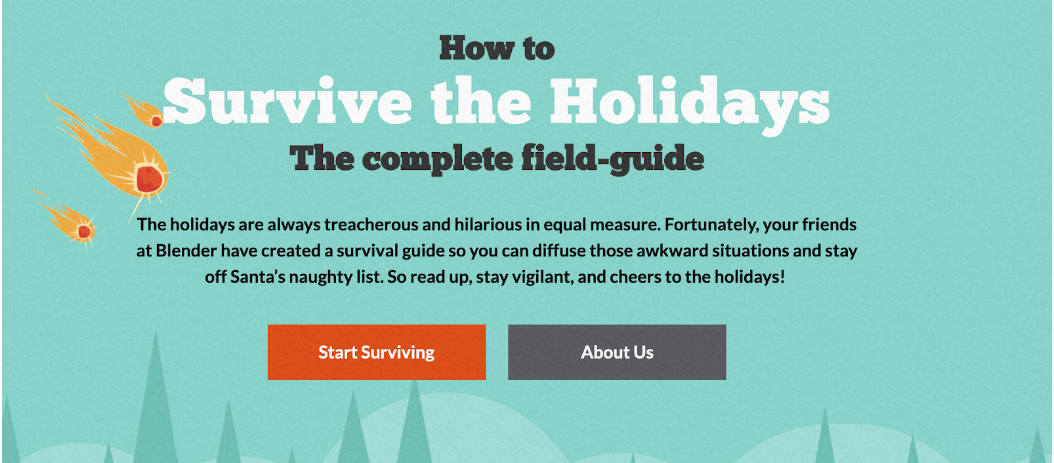 How to
Survive the Holidays
The complete field-guide
The holidays are always treacherous and hilarious in equal measure. Fortunately, your friends
at Blender have created a survival guide so you can diffuse those awkward situations and stay
off Santa’s naughty list. So read up, stay vigilant, and cheers to the holidays!
Start Surviving
About Us